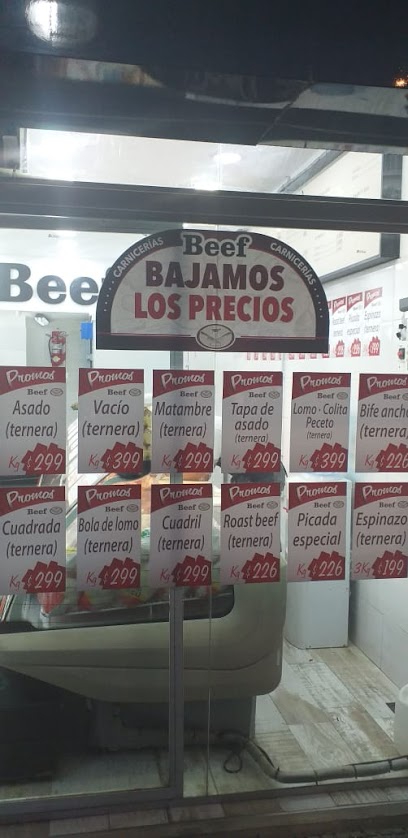 CARNICERÍAS Beef CARNICERÍAS
BAJAMOS
LOS PRECIOS
Bee
Promos
Beef
Asado
(ternera)
Kg $299
Promos
Beef
Vacío
(ternera)
Kg $399
Promos
Beef
Matambre
(ternera)
Kg $299
Promos
Beef
Tapa de
asado
(ternera)
Kg $299
Promos
Beef
Lomo - Colita
Peceto
(ternera)
Kg $399
Promos
Beef
Bife ancho
(ternera)
Kg $226
Promos
Beef
Cuadrada
(ternera)
Kg $299
Promos
Beef
Bola de lomo
(ternera)
Kg $299
Promos
Beef
Cuadril
(ternera)
Kg $299
Promos
Beef
Roast beef
(ternera)
Kg $226
Promos
Beef
Picada
especial
Kg $226
Promos
Beef
Espinazo
(ternera)
3Kg $199